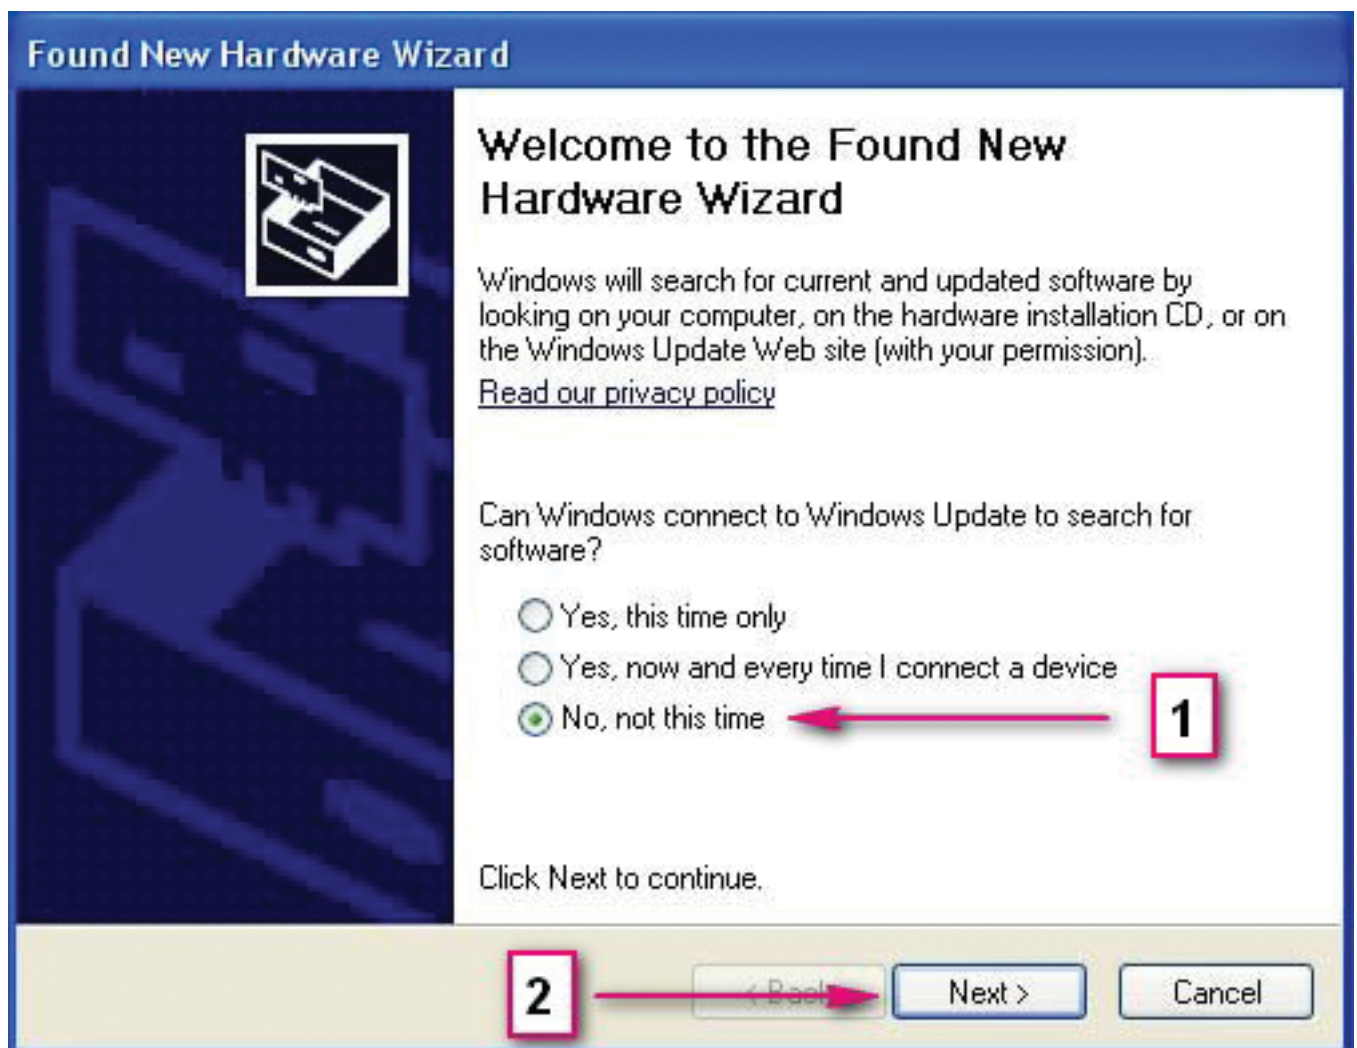 Found New Hardware Wizard
Welcome to the Found New
Hardware Wizard
Windows will search for current and updated software by
looking on your computer, on the hardware installation CD, or on
the Windows Update Web site (with your permission).
Read our privacy policy
Can Windows connect to Windows Update to search for
software?
Yes, this time only
Yes, now and every time I connect a device
No, not this time
1
Click Next to continue.
2
< Back
Next >
Cancel